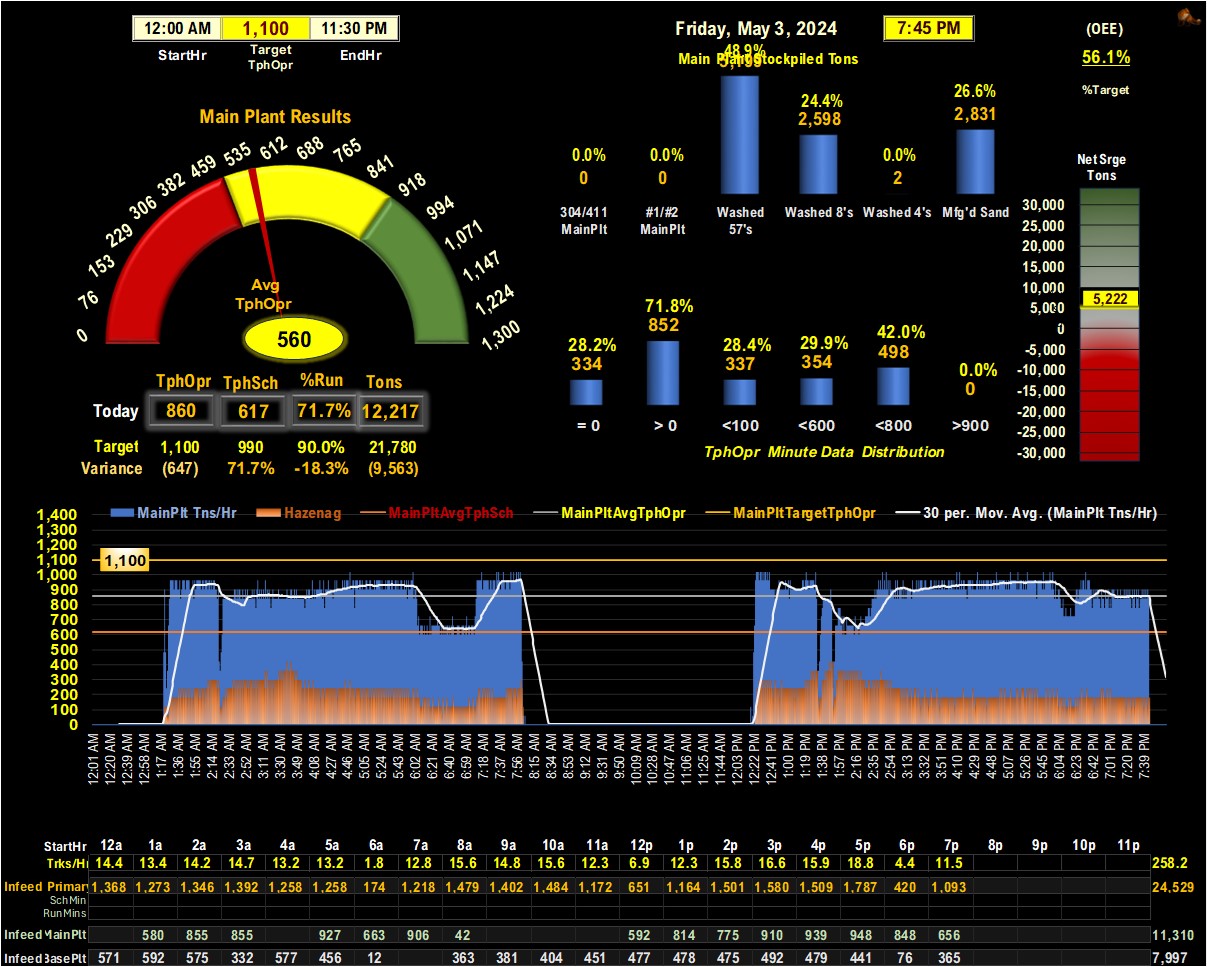 12:00 AM 1,100 11:30 PM
StartHr Target TphOpr EndHr
Friday, May 3, 2024
7:45 PM
(OEE)
56.1%
%Target
Main Plant Results
0 76 153 229 306 382 459 535 612 688 765 841 918 994 1,071 1,147 1,224 1,300
Avg
TphOpr
560
TphOpr TphSch %Run Tons
Today 860 617 71.7% 12,217
Target 1,100 990 90.0% 21,780
Variance (647) 71.7% -18.3% (9,563)
Stockpiled Tons
0.0% 0.0% 48.9% 24.4% 0.0% 26.6%
0 0 2,598 2 2,831
304/411 #1/#2 Washed Washed 8's Washed 4's Mfg'd Sand
MainPlt MainPlt 57's
28.2% 71.8% 28.4% 29.9% 42.0% 0.0%
334 852 337 354 498 0
= 0 > 0 <100 <600 <800 >900
TphOpr Minute Data Distribution
Net Srge
Tons
30,000
25,000
20,000
15,000
10,000
5,000
0
-5,000
-10,000
-15,000
-20,000
-25,000
-30,000
5,222
MainPlt Tns/Hr Hazenag MainPltAvgTphSch MainPltAvgTphOpr MainPltTargetTphOpr 30 per. Mov. Avg. (MainPlt Tns/Hr)
1,400
1,300
1,200
1,100
1,000
900
800
700
600
500
400
300
200
100
0
1,100
12:01 AM 12:20 AM 12:39 AM 12:58 AM 1:17 AM 1:36 AM 1:55 AM 2:14 AM 2:33 AM 2:52 AM 3:11 AM 3:30 AM 3:49 AM 4:08 AM 4:27 AM 4:46 AM 5:05 AM 5:24 AM 5:43 AM 6:02 AM 6:21 AM 6:40 AM 6:59 AM 7:18 AM 7:37 AM 7:56 AM 8:15 AM 8:34 AM 8:53 AM 9:12 AM 9:31 AM 9:50 AM 10:09 AM 10:28 AM 10:47 AM 11:06 AM 11:25 AM 11:44 AM 12:03 PM 12:22 PM 12:41 PM 1:00 PM 1:19 PM 1:38 PM 1:57 PM 2:16 PM 2:35 PM 2:54 PM 3:13 PM 3:32 PM 3:51 PM 4:10 PM 4:29 PM 4:48 PM 5:07 PM 5:26 PM 5:45 PM 6:04 PM 6:23 PM 6:42 PM 7:01 PM 7:20 PM 7:39 PM
StartHr 12a 1a 2a 3a 4a 5a 6a 7a 8a 9a 10a 11a 12p 1p 2p 3p 4p 5p 6p 7p 8p 9p 10p 11p
Trks/Hr 14.4 13.4 14.2 14.7 13.2 13.2 1.8 12.8 15.6 14.8 15.6 12.3 6.9 12.3 15.8 16.6 15.9 18.8 4.4 11.5 258.2
Infeed Primary 1,368 1,273 1,346 1,392 1,258 1,258 174 1,218 1,479 1,402 1,484 1,172 651 1,164 1,501 1,580 1,509 1,787 420 1,093 24,529
Sch Min
Run Mins
Infeed MainPlt 580 855 855 927 663 906 42 592 814 775 910 939 948 848 656 11,310
Infeed BasePlt 571 592 575 332 577 456 12 363 381 404 451 477 478 475 492 479 441 76 365 7,997